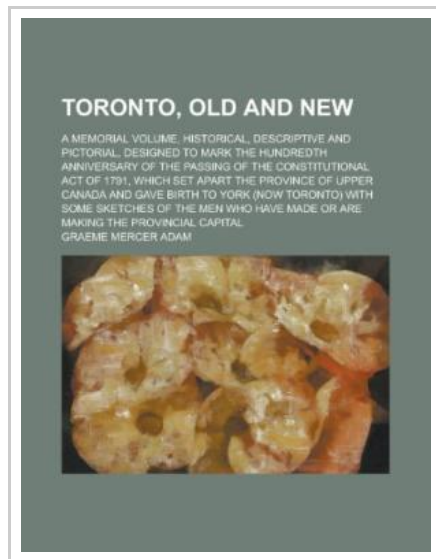 TORONTO, OLD AND NEW
A MEMORIAL VOLUME, HISTORICAL, DESCRIPTIVE AND
PICTORIAL, DESIGNED TO MARK THE HUNDREDTH
ANNIVERSARY OF THE PASSING OF THE CONSTITUTIONAL
ACT OF 1791, WHICH SET APART THE PROVINCE OF UPPER
CANADA AND GAVE BIRTH TO YORK (NOW TORONTO) WITH
SOME SKETCHES OF THE MEN WHO HAVE MADE OR ARE
MAKING THE PROVINCIAL CAPITAL
GRAEME MERCER ADAM